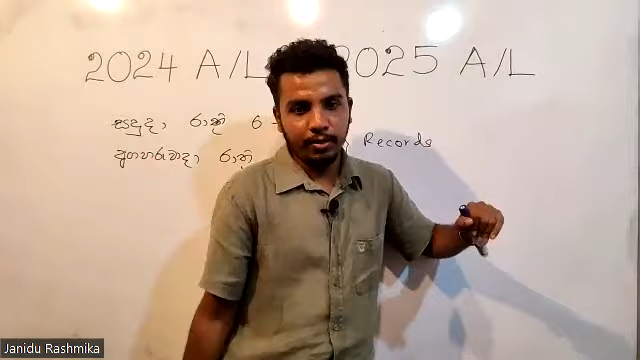 2024 A/L 2025 A/L
සඳුදා රාත්‍රි 6 -
අඟහරුවාදා රාත්‍රි
Records
Janidu Rashmika